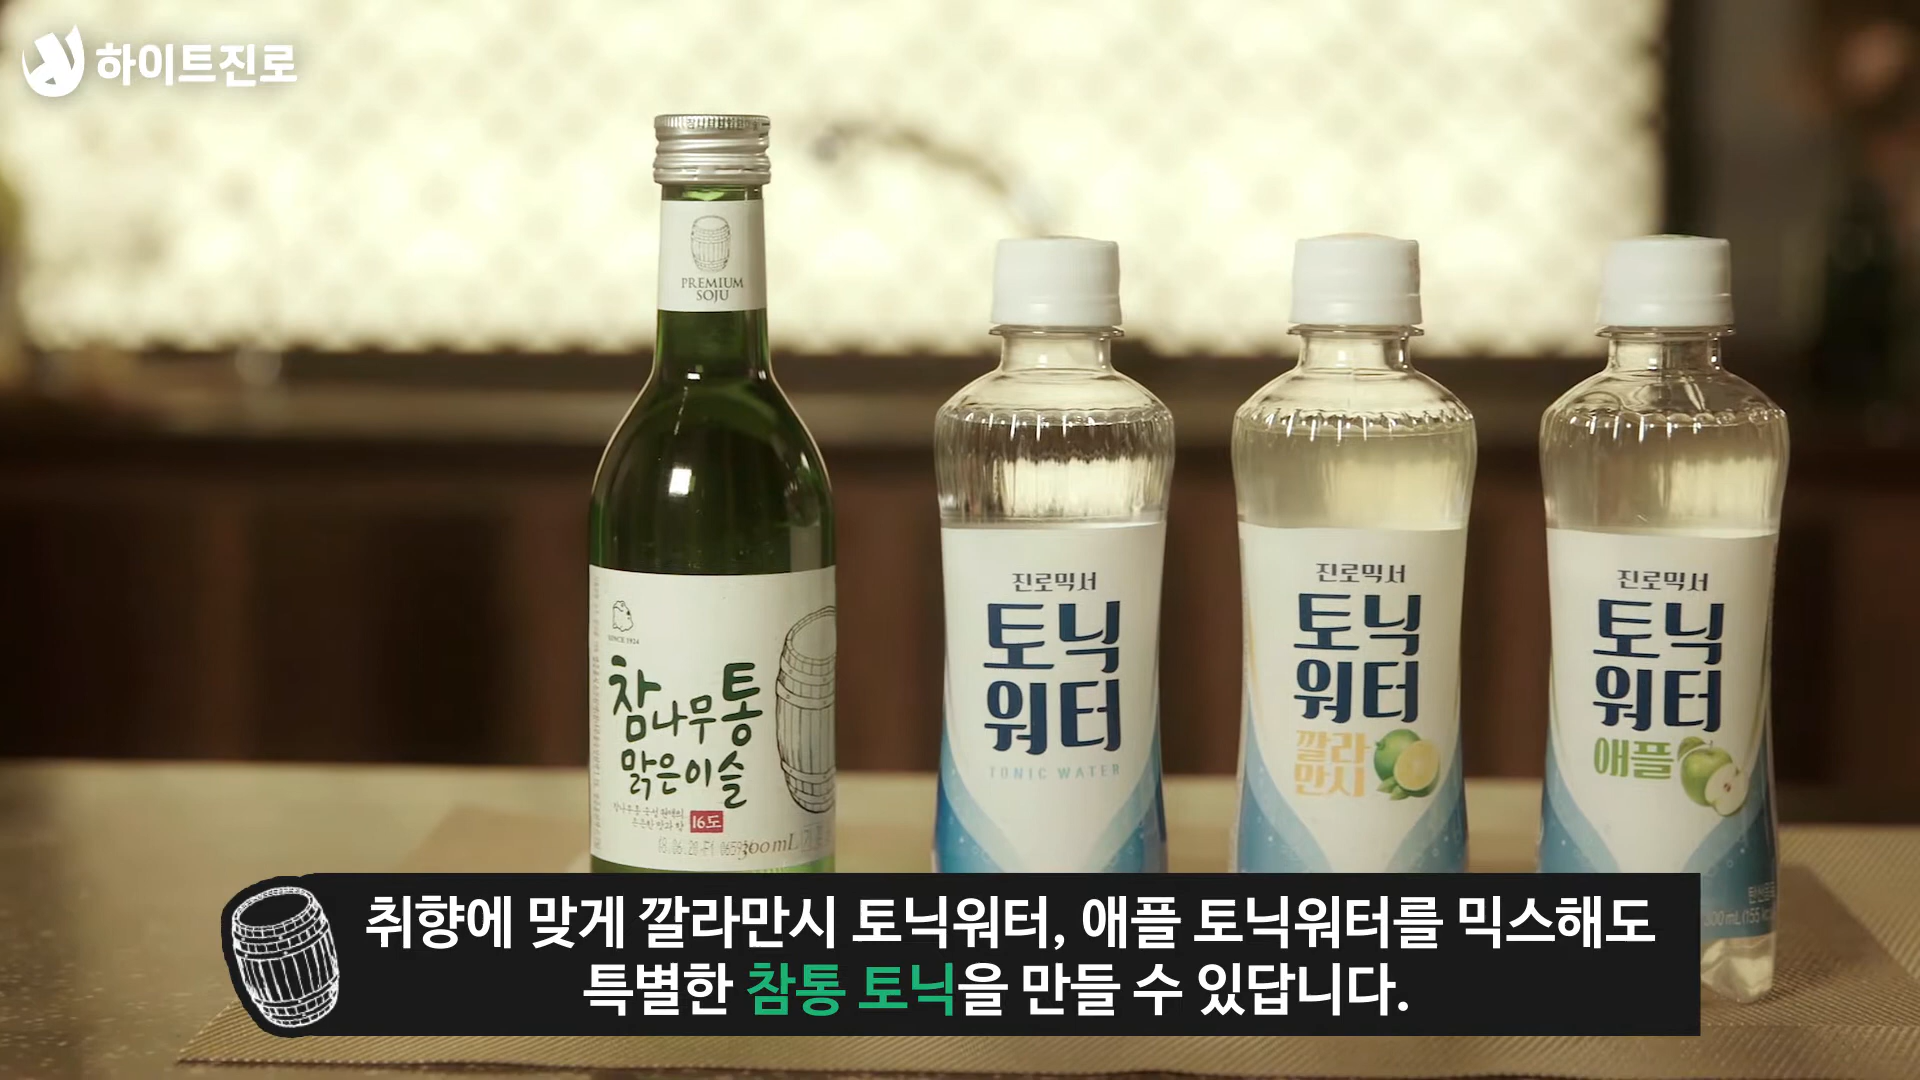 하이트진로
PREMIUM
SOJU
SINCE 1924
참나무통
맑은이슬
16도
300mL
진로믹서
토닉
워터
TONIC WATER
진로믹서
토닉
워터
깔라
만시
진로믹서
토닉
워터
애플
취향에 맞게 깔라만시 토닉워터, 애플 토닉워터를 믹스해도
특별한 참통 토닉을 만들 수 있답니다.